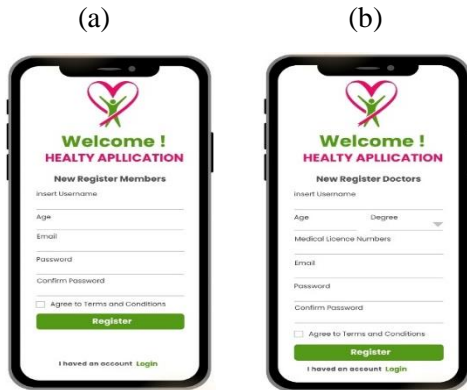 (a)
Welcome !
HEALTY APLLICATION
New Register Members
insert Username
Age
Email
Password
Confirm Password
Agree to Terms and Conditions
Register
I haved an account Login
(b)
Welcome !
HEALTY APLLICATION
New Register Doctors
insert Username
Age Degree
Medical Licence Numbers
Email
Password
Confirm Password
Agree to Terms and Conditions
Register
I haved an account Login